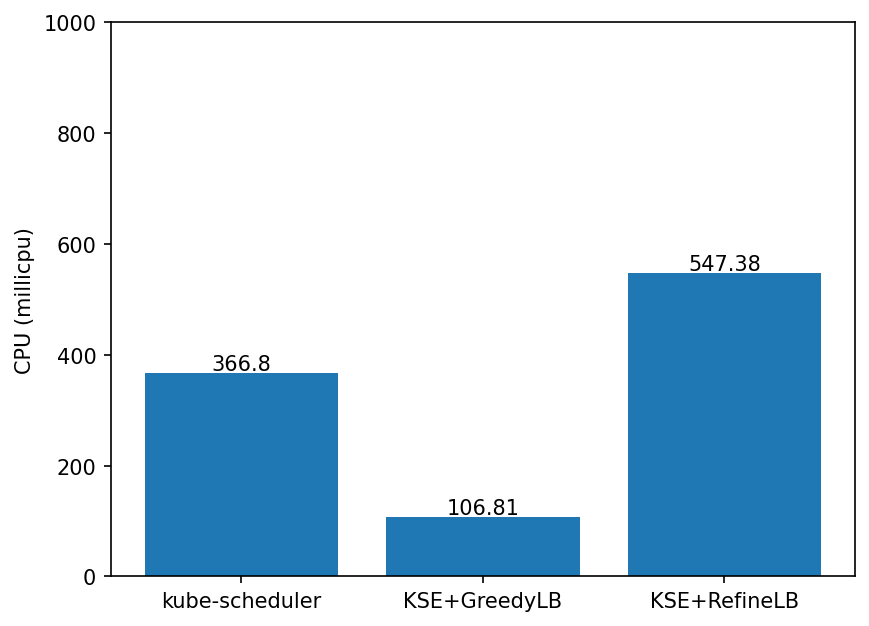 1000
800
600
400
200
0
CPU (millicpu)
366.8
106.81
547.38
kube-scheduler
KSE+GreedyLB
KSE+RefineLB